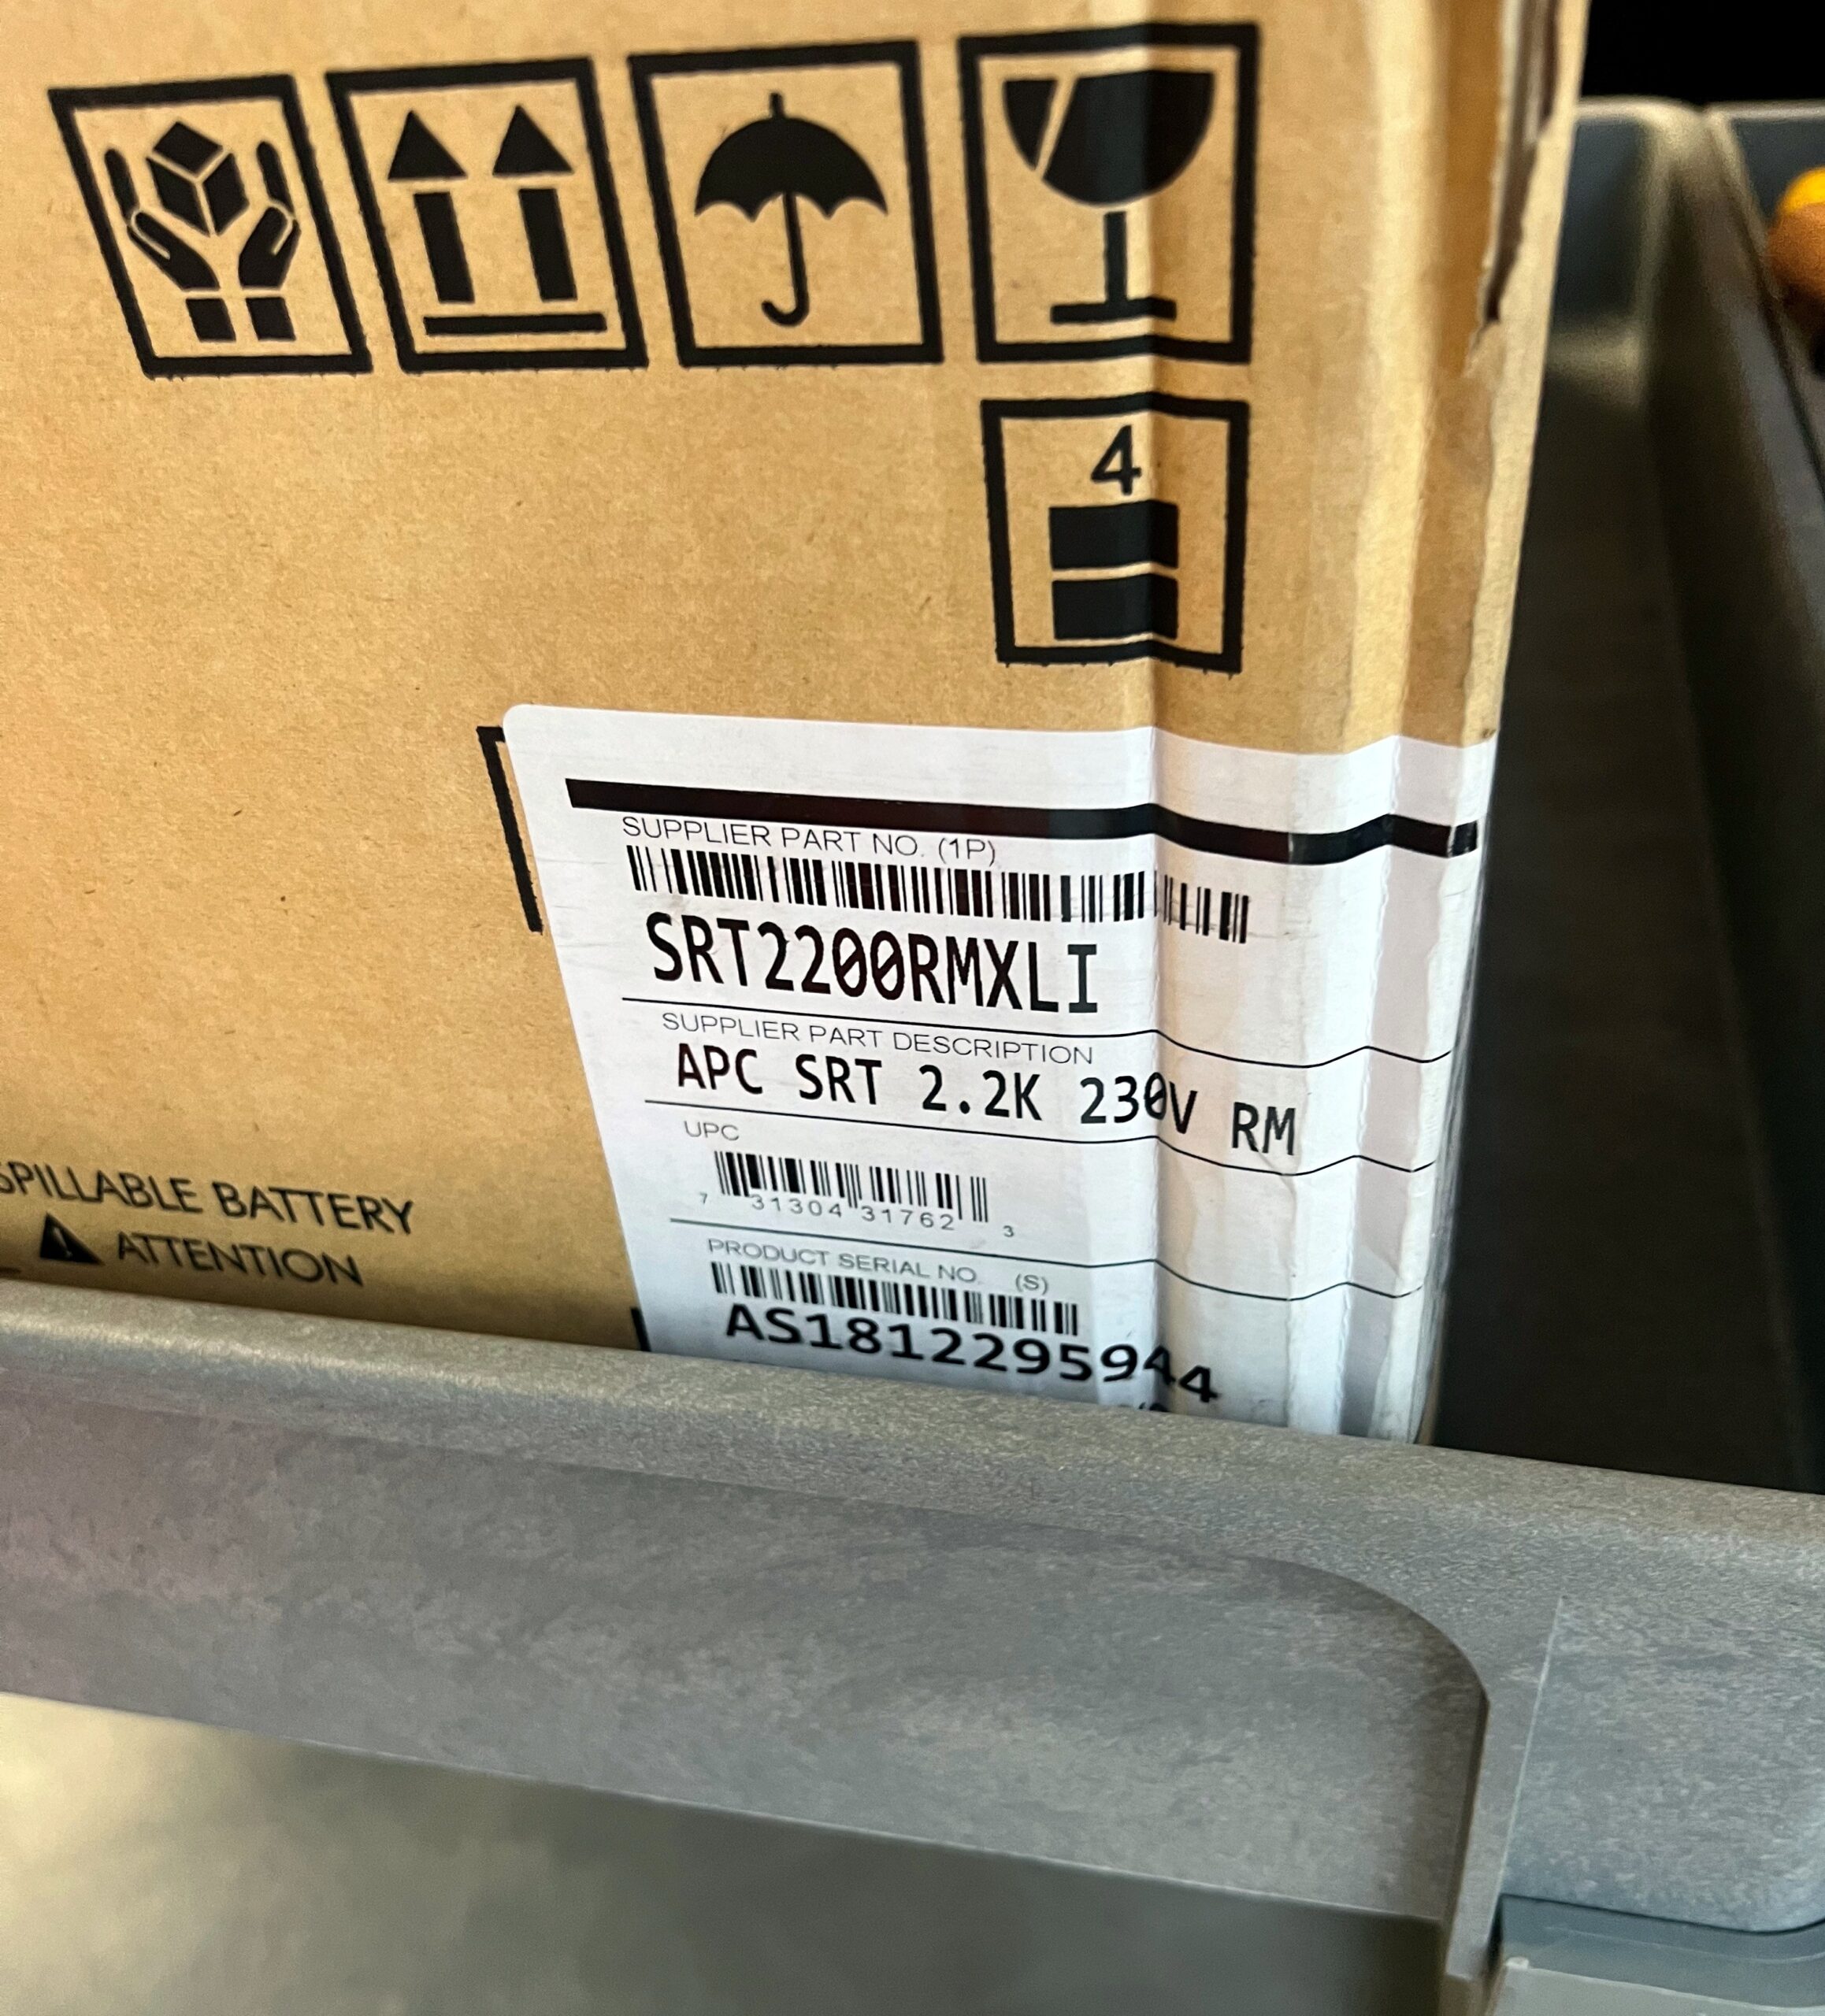 4
SUPPLIER PART NO. (1P)
SRT2200RMXLI
SUPPLIER PART DESCRIPTION
APC SRT 2.2K 230V RM
UPC
7 31304 31762 3
PRODUCT SERIAL NO. (S)
AS1812295944
SPILLABLE BATTERY
ATTENTION